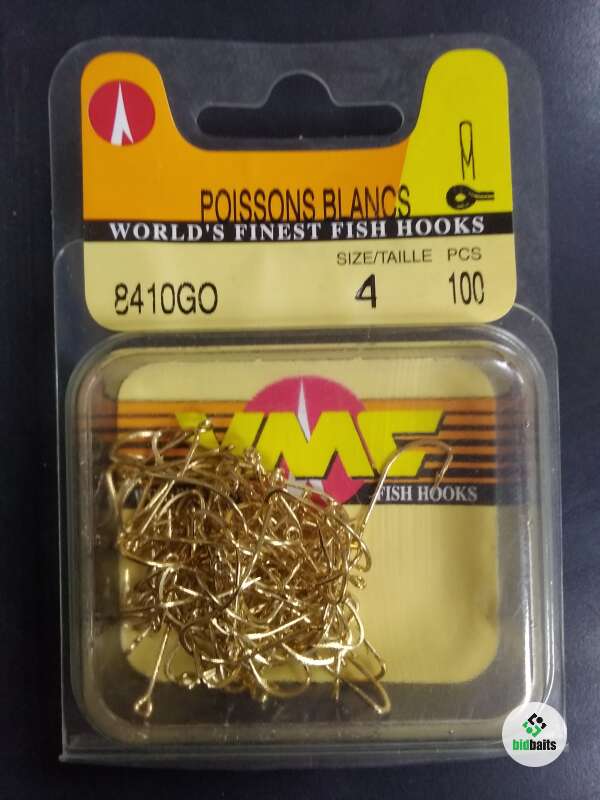 POISSONS BLANCS
WORLD'S FINEST FISH HOOKS
SIZE/TAILLE PCS
8410GO 4 100
VMC
FISH HOOKS
bidbaits